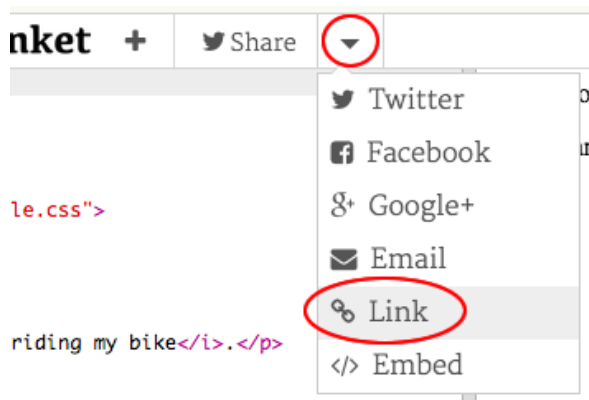 nket + Share
Twitter
Facebook
g+ Google+
le.css">
Email
Link
riding my bike</i>.</p>
</> Embed